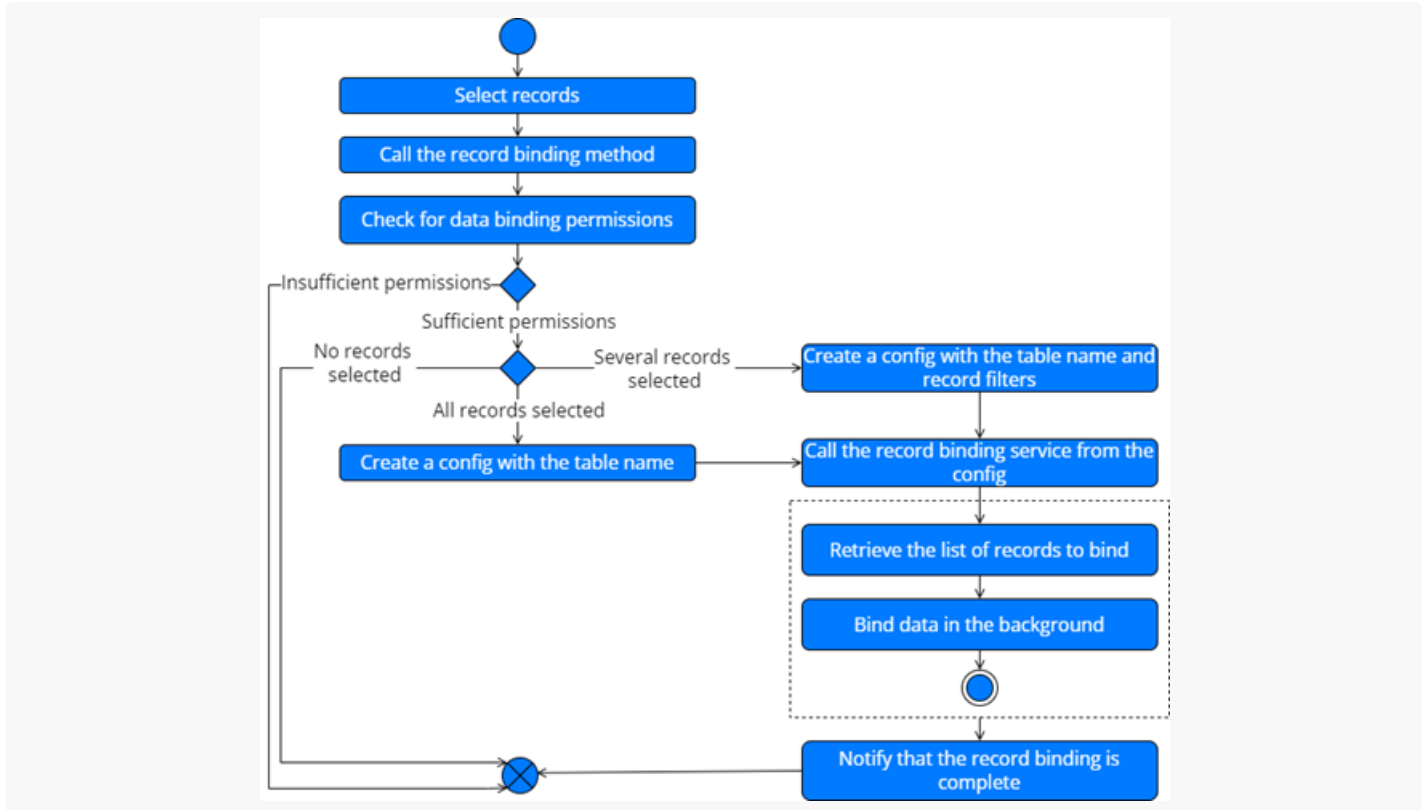 Select records
Call the record binding method
Check for data binding permissions
Insufficient permissions
Sufficient permissions
No records
selected
Several records
selected
Create a config with the table name and
record filters
All records selected
Create a config with the table name
Call the record binding service from the
config
Retrieve the list of records to bind
Bind data in the background
Notify that the record binding is
complete